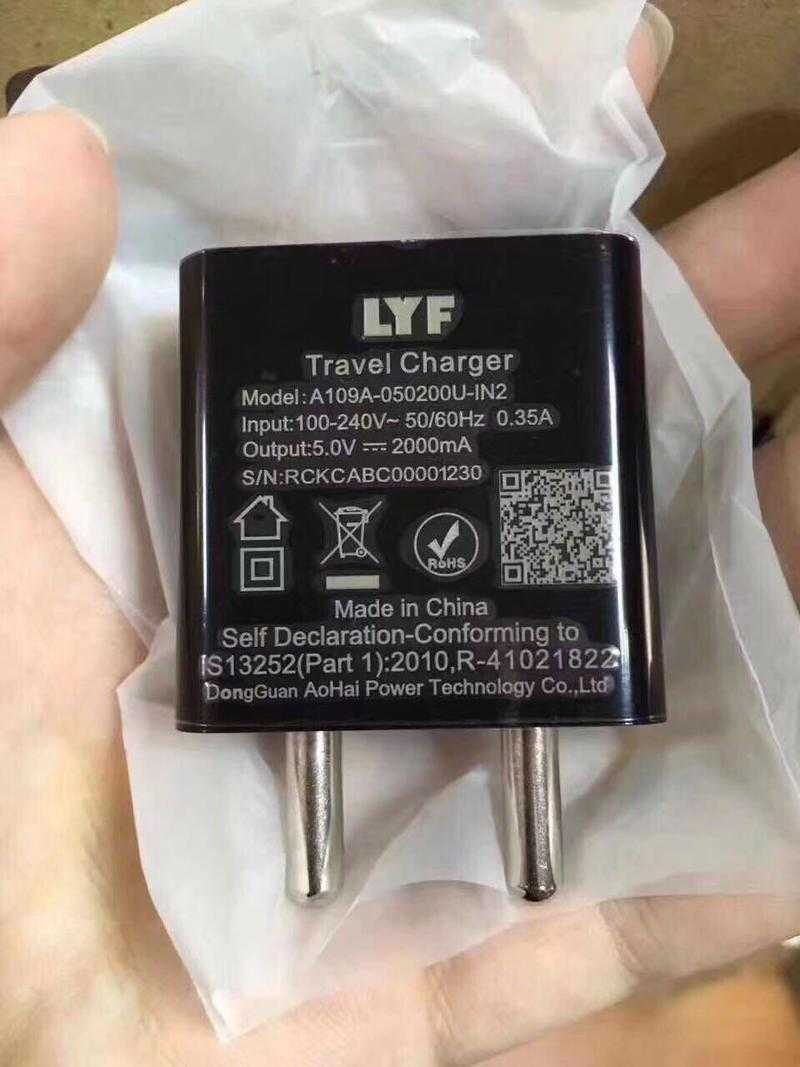 LYF
Travel Charger
Model:A109A-050200U-IN2
Input:100-240V~ 50/60Hz 0.35A
Output:5.0V ⎓ 2000mA
S/N:RCKCABC00001230
RoHS
Made in China
Self Declaration-Conforming to
IS13252(Part 1):2010,R-41021822
DongGuan AoHai Power Technology Co.,Ltd